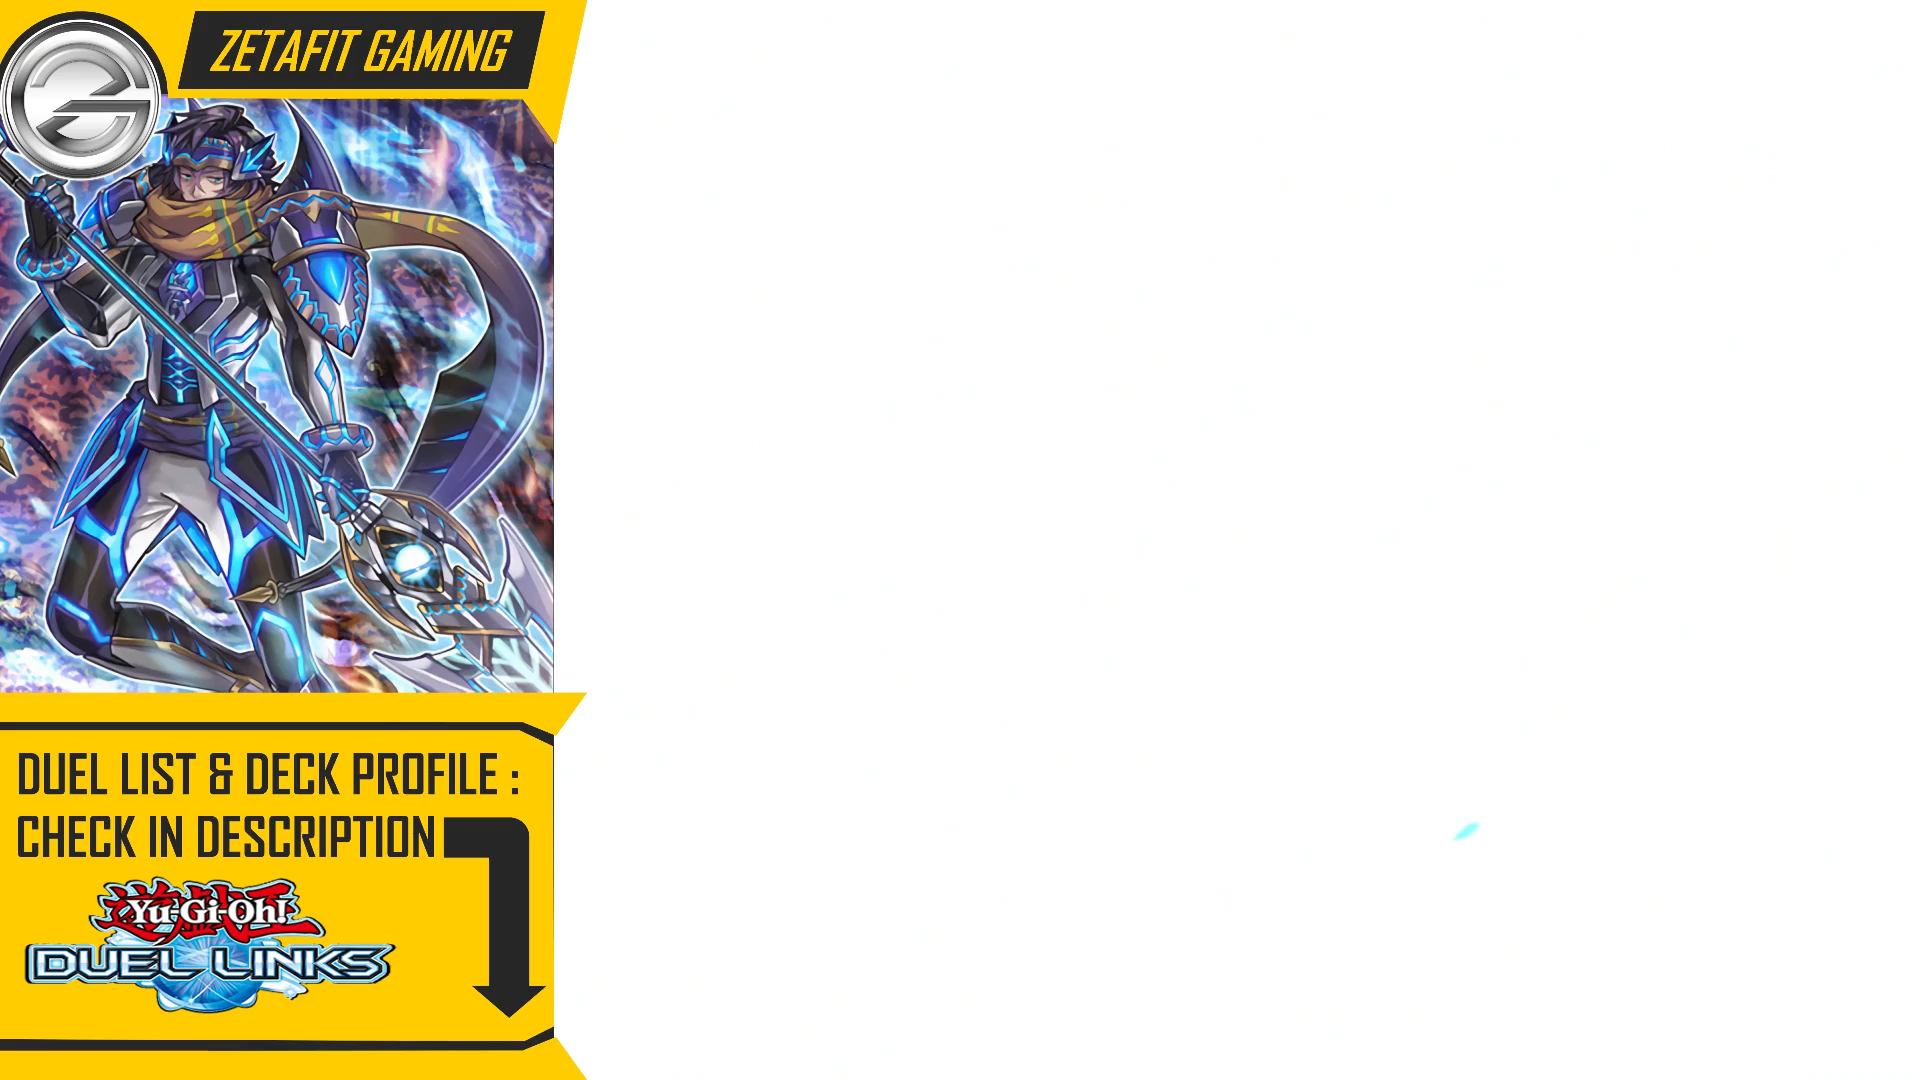 ZETAFIT GAMING
DUEL LIST & DECK PROFILE :
CHECK IN DESCRIPTION
遊戯王
Yu-Gi-Oh!
DUEL LINKS